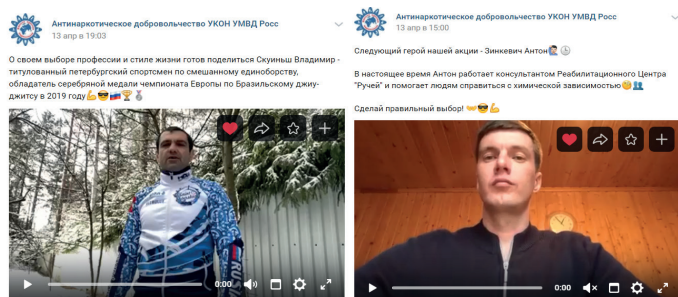 Антинаркотическое добровольчество УКОН УМВД Росс
13 апр в 19:03
О своем выборе профессии и стиле жизни готов поделиться Скуиньш Владимир -
титулованный петербургский спортсмен по смешанному единоборству,
обладатель серебряной медали чемпионата Европы по Бразильскому джиу-
джитсу в 2019 году💪😎🇷🇺🏆🥈
RUSSIA
0:00
Антинаркотическое добровольчество УКОН УМВД Росс
13 апр в 15:00
Следующий герой нашей акции - Зинкевич Антон
В настоящее время Антон работает консультантом Реабилитационного Центра
"Ручей" и помогает людям справиться с химической зависимостью
Сделай правильный выбор! 🤝😎💪
0:00